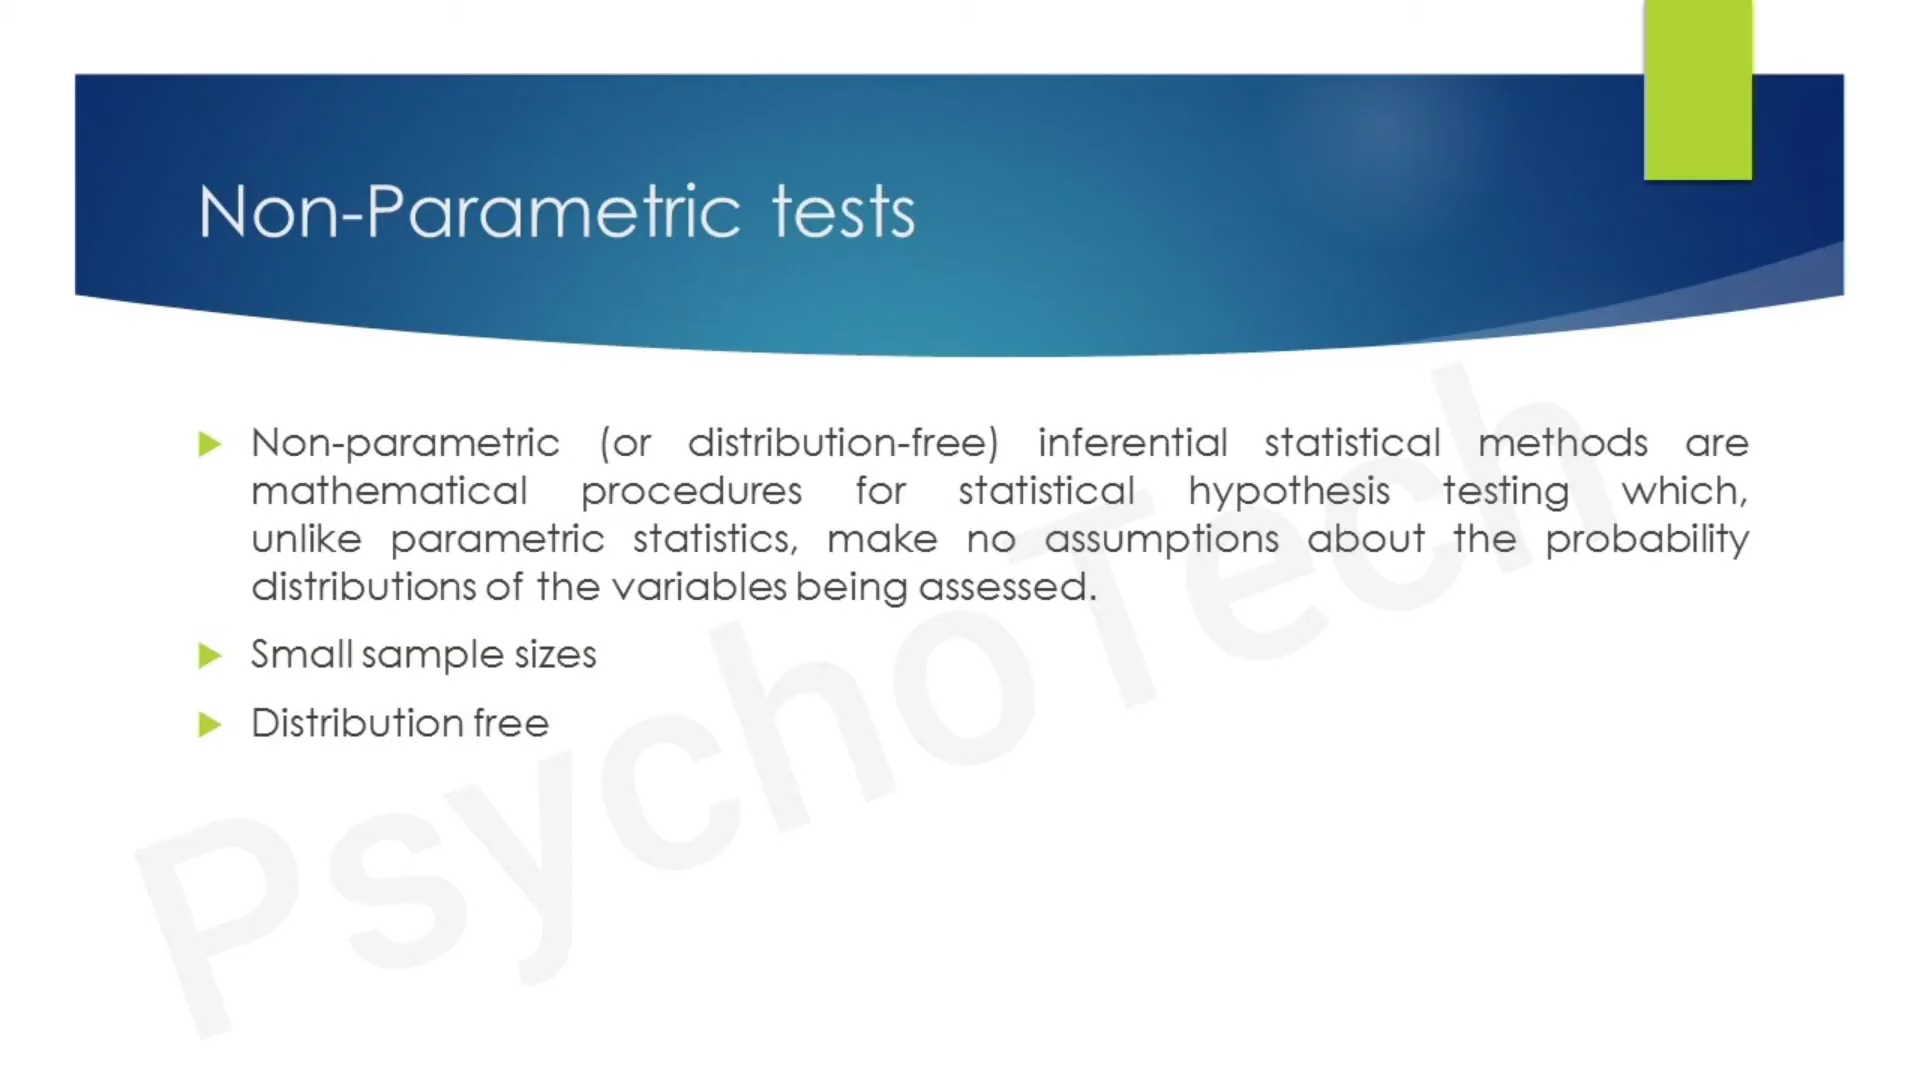 Non-Parametric tests
Non-parametric (or distribution-free) inferential statistical methods are
mathematical procedures for statistical hypothesis testing which,
unlike parametric statistics, make no assumptions about the probability
distributions of the variables being assessed.
Small sample sizes
Distribution free
PsychoTech